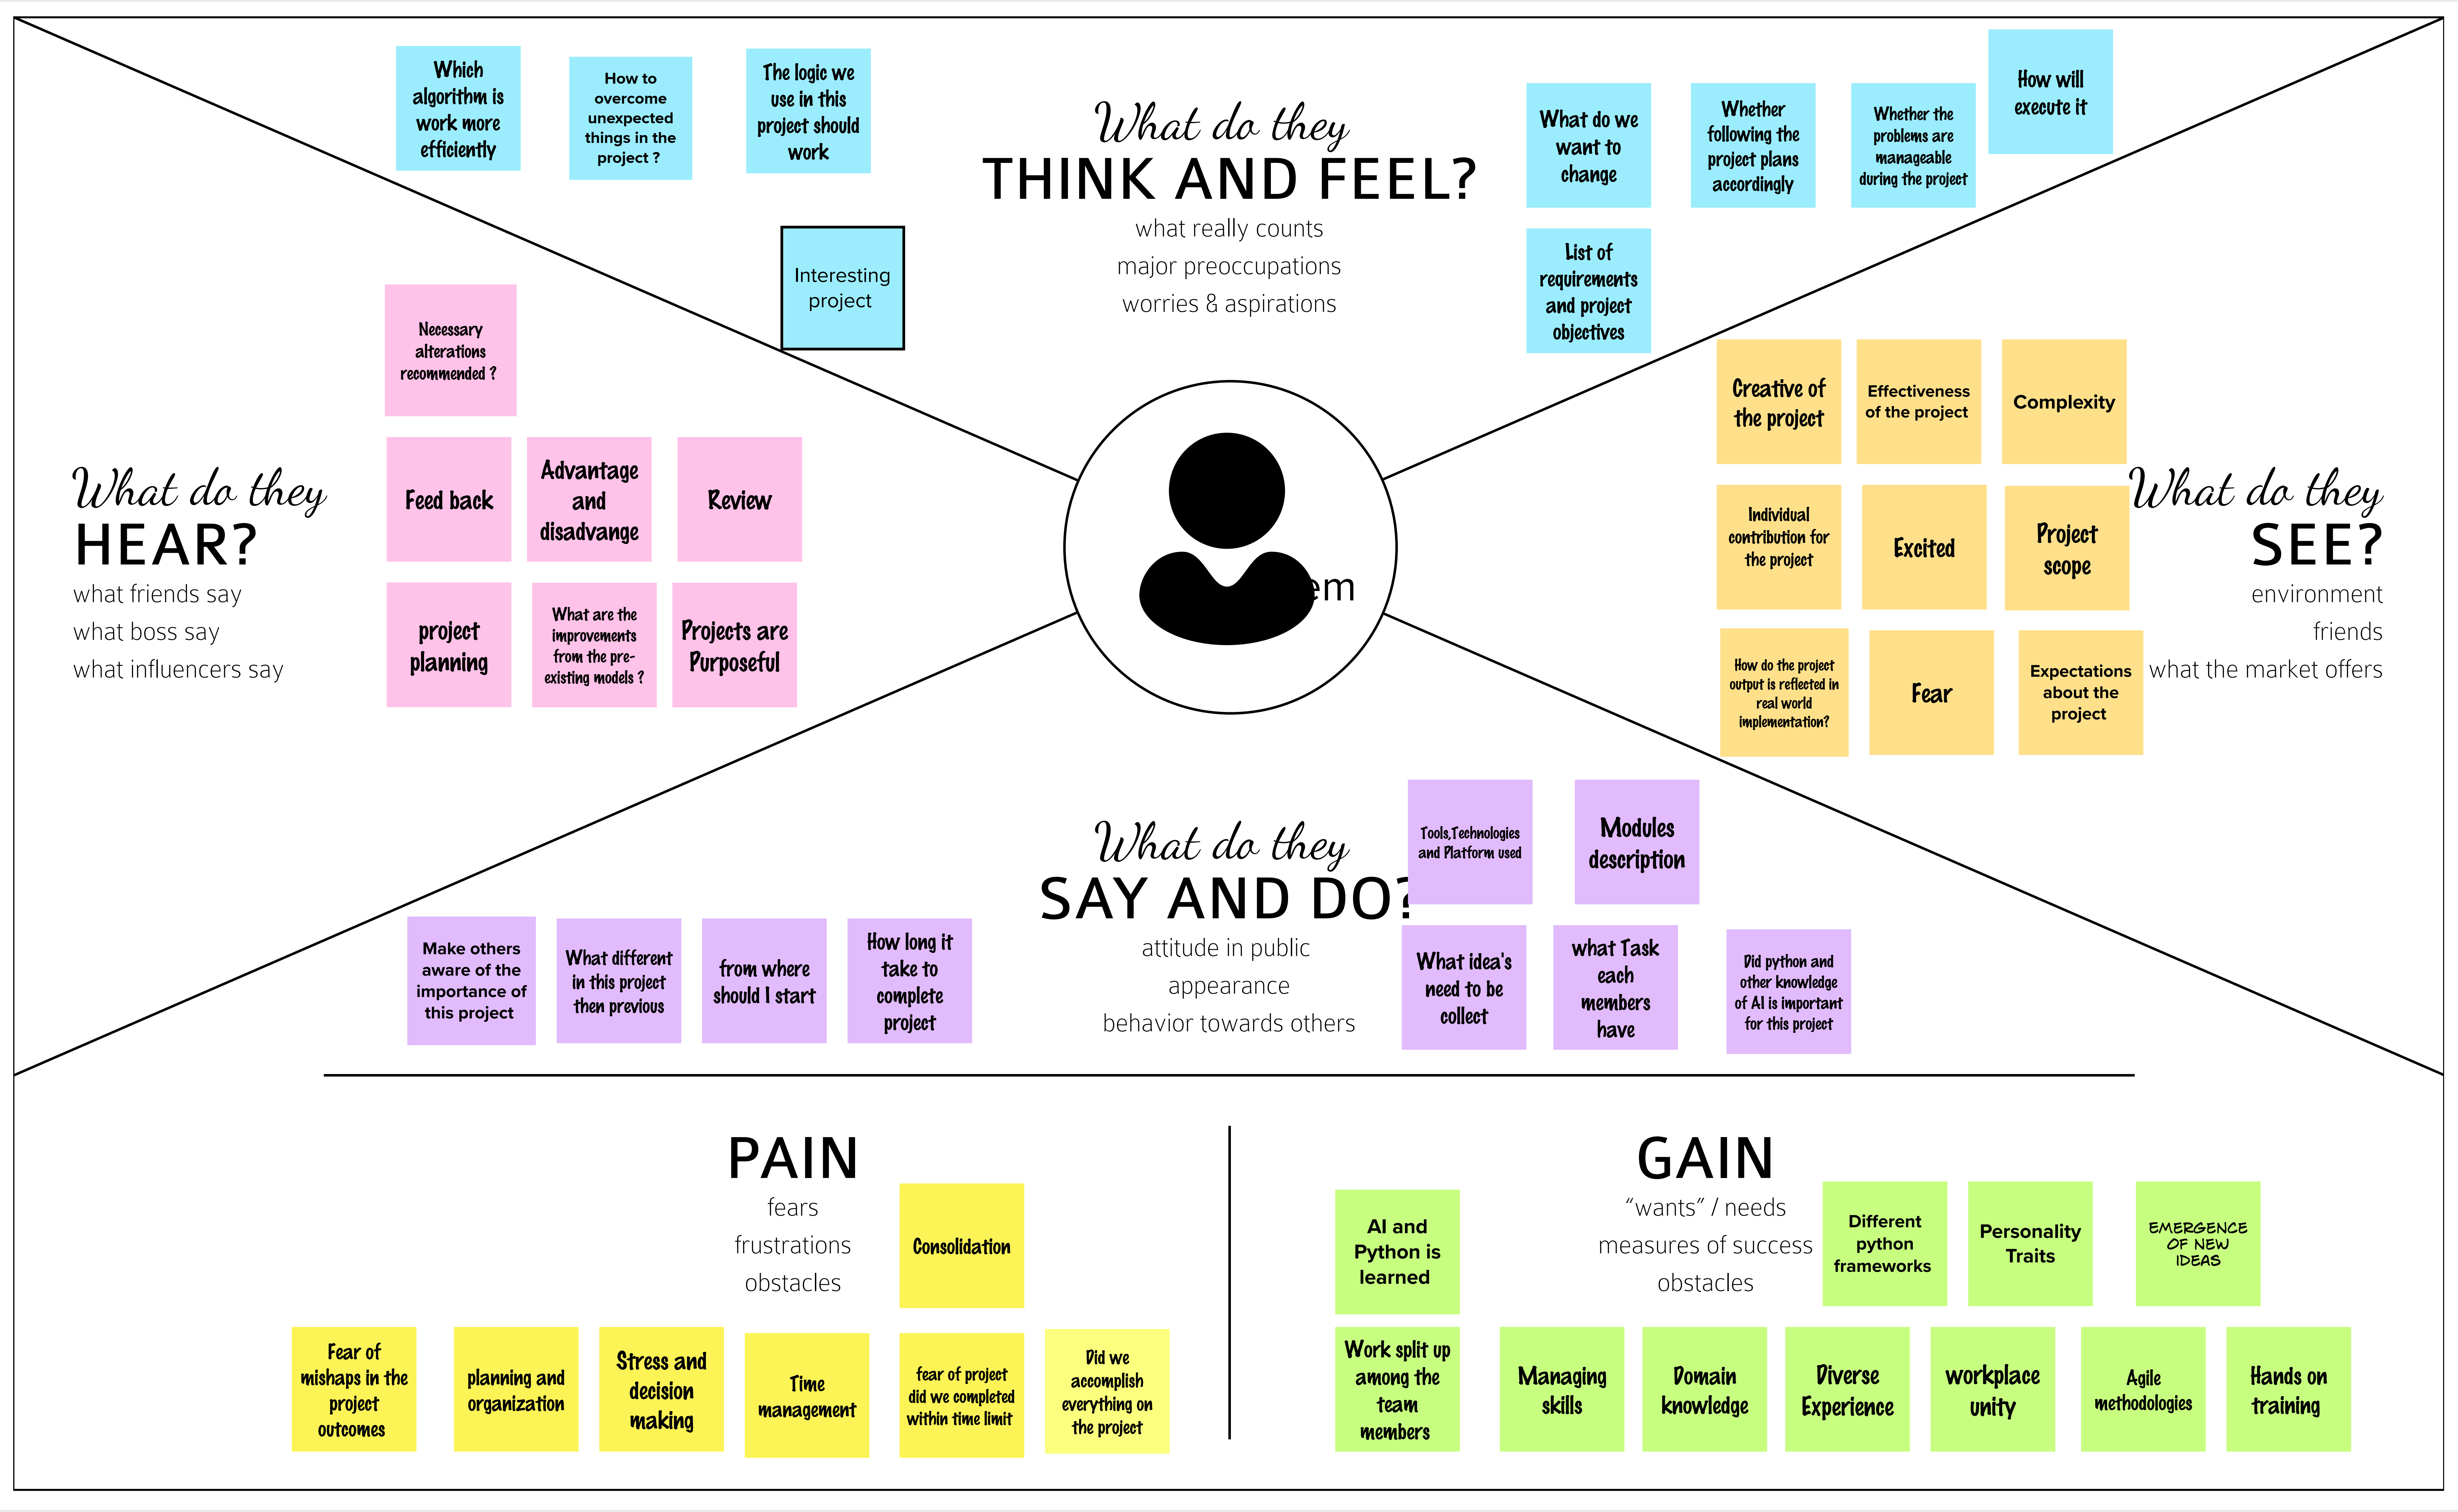 Which
algorithm is
work more
efficiently
How to
overcome
unexpected
things in the
project ?
The logic we
use in this
project should
work
Interesting
project
What do they
THINK AND FEEL?
what really counts
major preoccupations
worries & aspirations
What do we
want to
change
Whether
following the
project plans
accordingly
Whether the
problems are
manageable
during the project
How will
execute it
List of
requirements
and project
objectives
What do they
HEAR?
what friends say
what boss say
what influencers say
Necessary
alterations
recommended ?
Feed back
Advantage
and
disadvange
Review
project
planning
What are the
improvements
from the pre-
existing models ?
Projects are
Purposeful
em
Creative of
the project
Effectiveness
of the project
Complexity
Individual
contribution for
the project
Excited
Project
scope
How do the project
output is reflected in
real world
implementation?
Fear
Expectations
about the
project
What do they
SEE?
environment
friends
what the market offers
What do they
SAY AND DO?
attitude in public
appearance
behavior towards others
Make others
aware of the
importance of
this project
What different
in this project
then previous
from where
should I start
How long it
take to
complete
project
Tools,Technologies
and Platform used
Modules
description
What idea's
need to be
collect
what Task
each
members
have
Did python and
other knowledge
of AI is important
for this project
PAIN
fears
frustrations
obstacles
Consolidation
Fear of
mishaps in the
project
outcomes
planning and
organization
Stress and
decision
making
Time
management
fear of project
did we completed
within time limit
Did we
accomplish
everything on
the project
GAIN
“wants” / needs
measures of success
obstacles
AI and
Python is
learned
Different
python
frameworks
Personality
Traits
EMERGENCE
OF NEW
IDEAS
Work split up
among the
team
members
Managing
skills
Domain
knowledge
Diverse
Experience
workplace
unity
Agile
methodologies
Hands on
training